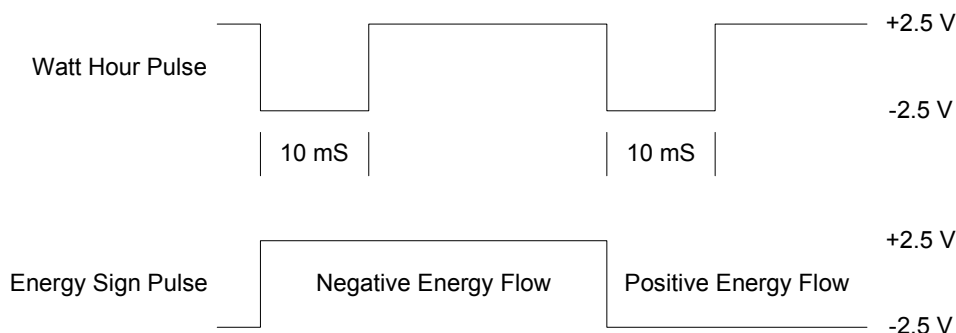 +2.5 V
Watt Hour Pulse
-2.5 V
10 mS
10 mS
+2.5 V
Energy Sign Pulse
Negative Energy Flow
Positive Energy Flow
-2.5 V